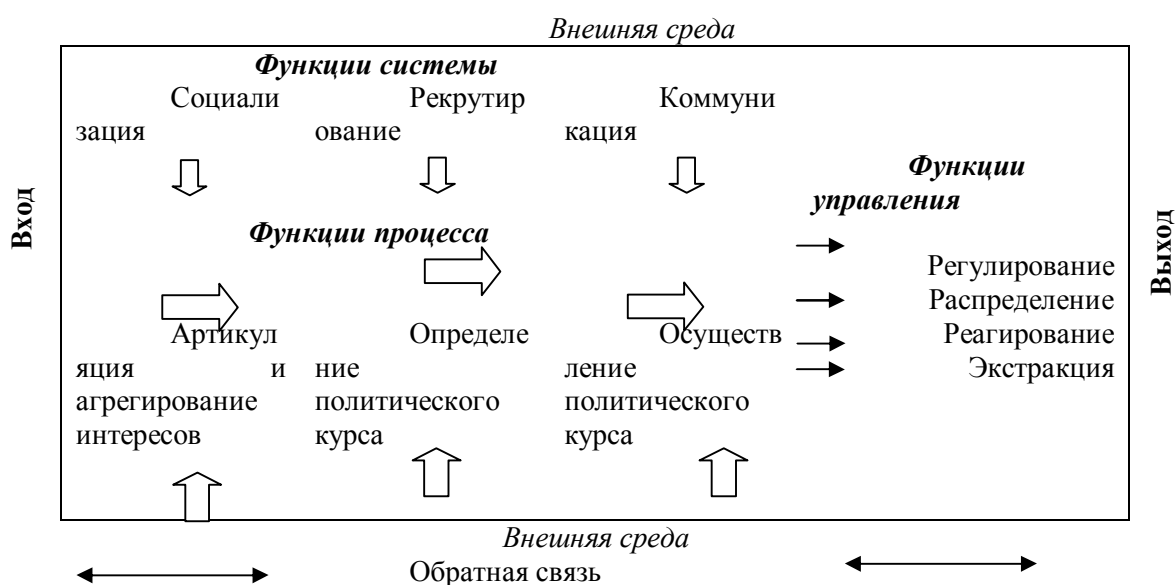 Внешняя среда
Функции системы
Социали Рекрутир Коммуни
зация ование кация
Функции
управления
Вход
Функции процесса
Выход
Регулирование
Распределение
Артикул Определе Осуществ Реагирование
яция и ние ление Экстракция
агрегирование политического политического
интересов курса курса
Внешняя среда
Обратная связь